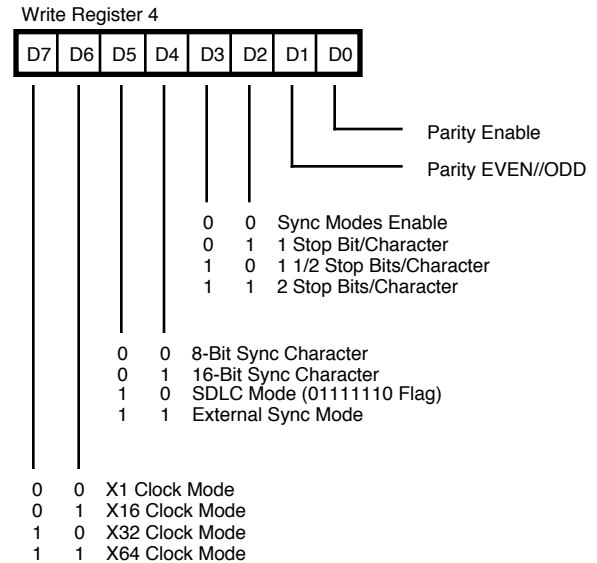 Write Register 4
D7 D6 D5 D4 D3 D2 D1 D0
Parity Enable
Parity EVEN//ODD
0 0 Sync Modes Enable
0 1 1 Stop Bit/Character
1 0 1 1/2 Stop Bits/Character
1 1 2 Stop Bits/Character
0 0 8-Bit Sync Character
0 1 16-Bit Sync Character
1 0 SDLC Mode (01111110 Flag)
1 1 External Sync Mode
0 0 X1 Clock Mode
0 1 X16 Clock Mode
1 0 X32 Clock Mode
1 1 X64 Clock Mode